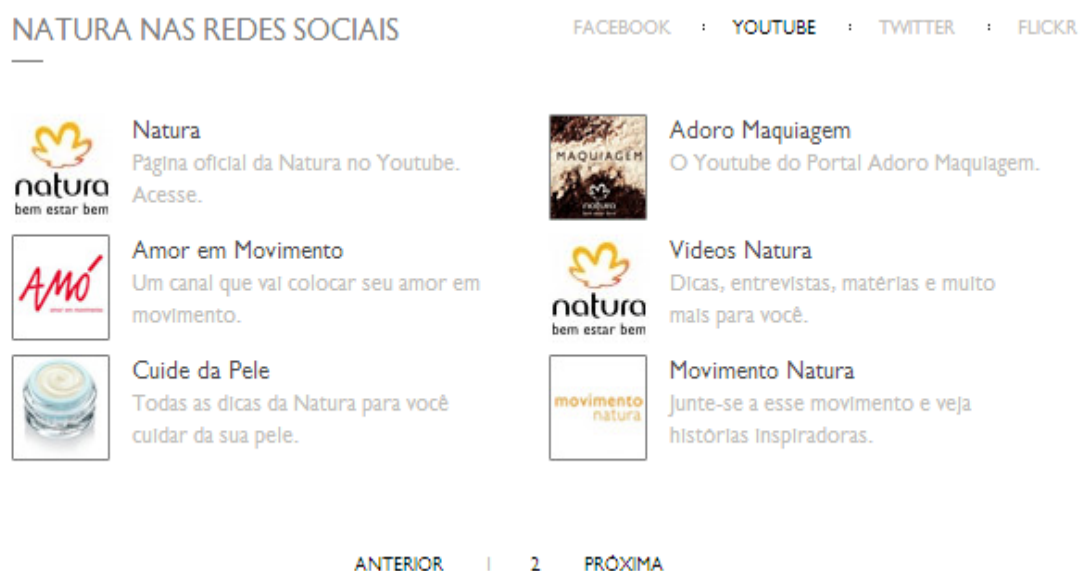 NATURA NAS REDES SOCIAIS
FACEBOOK : YOUTUBE : TWITTER : FLICKR
natura
bem estar bem
Natura
Página oficial da Natura no Youtube.
Acesse.
MAQUIAGEM
natura
Adoro Maquiagem
O Youtube do Portal Adoro Maquiagem.
AMÓ
amor em movimento
Amor em Movimento
Um canal que vai colocar seu amor em
movimento.
natura
bem estar bem
Videos Natura
Dicas, entrevistas, matérias e muito
mais para você.
Cuide da Pele
Todas as dicas da Natura para você
cuidar da sua pele.
movimento
natura
Movimento Natura
Junte-se a esse movimento e veja
histórias inspiradoras.
ANTERIOR | 2 PRÓXIMA